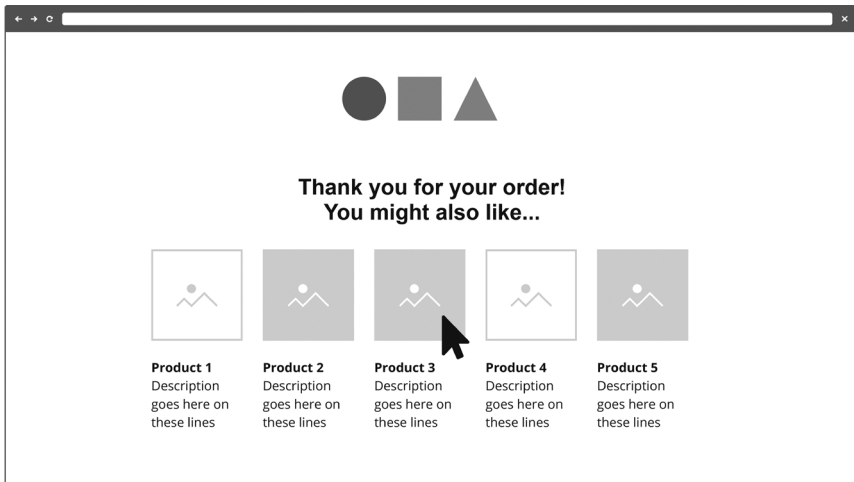 Thank you for your order!
You might also like...
Product 1
Description
goes here on
these lines
Product 2
Description
goes here on
these lines
Product 3
Description
goes here on
these lines
Product 4
Description
goes here on
these lines
Product 5
Description
goes here on
these lines